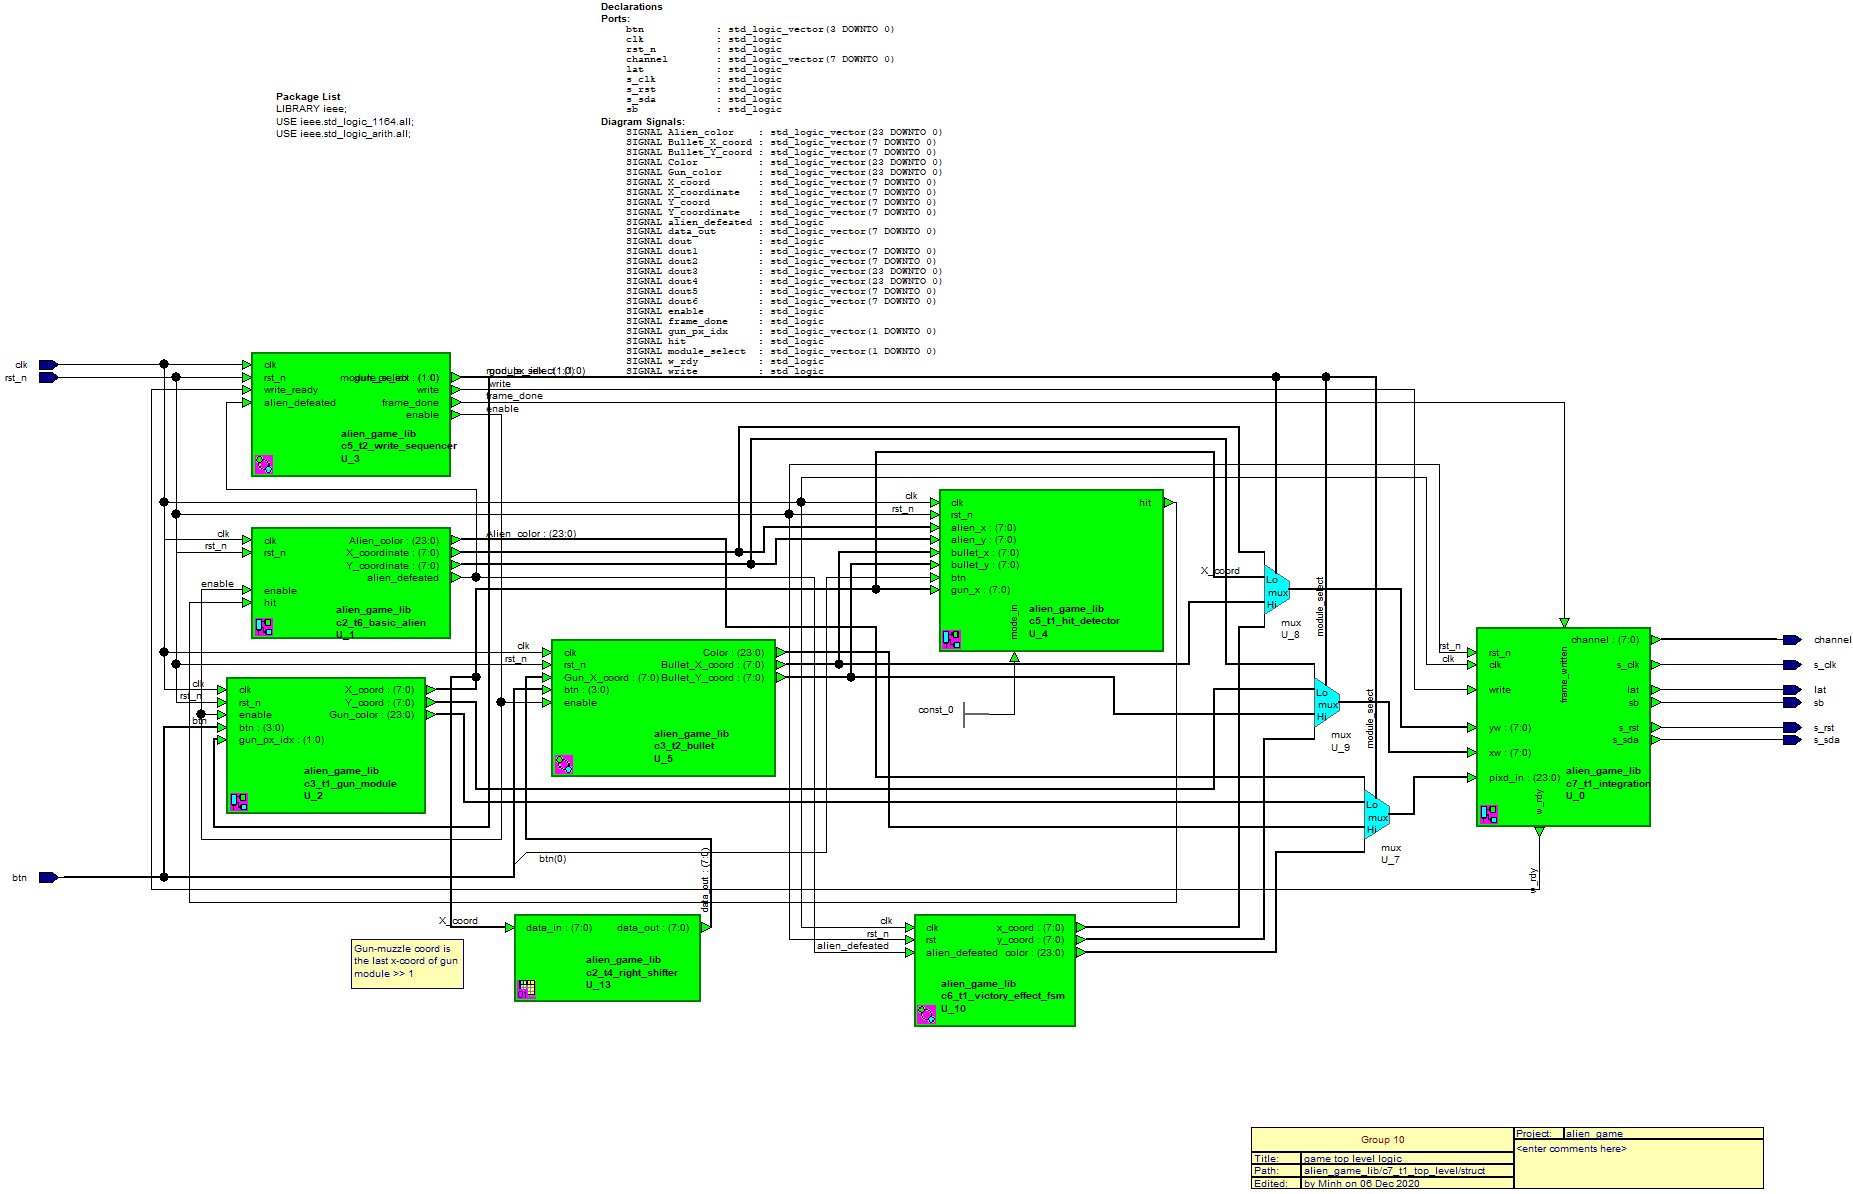 Declarations
Ports:
btn : std_logic_vector(3 DOWNTO 0)
clk : std_logic
rst_n : std_logic
channel : std_logic_vector(7 DOWNTO 0)
lat : std_logic
s_clk : std_logic
s_rst : std_logic
s_sda : std_logic
sb : std_logic
Diagram Signals:
SIGNAL Alien_color : std_logic_vector(23 DOWNTO 0)
SIGNAL Bullet_X_coord : std_logic_vector(7 DOWNTO 0)
SIGNAL Bullet_Y_coord : std_logic_vector(7 DOWNTO 0)
SIGNAL Color : std_logic_vector(23 DOWNTO 0)
SIGNAL Gun_color : std_logic_vector(23 DOWNTO 0)
SIGNAL X_coord : std_logic_vector(7 DOWNTO 0)
SIGNAL X_coordinate : std_logic_vector(7 DOWNTO 0)
SIGNAL Y_coord : std_logic_vector(7 DOWNTO 0)
SIGNAL Y_coordinate : std_logic_vector(7 DOWNTO 0)
SIGNAL alien_defeated : std_logic
SIGNAL data_out : std_logic_vector(7 DOWNTO 0)
SIGNAL dout : std_logic
SIGNAL dout1 : std_logic_vector(7 DOWNTO 0)
SIGNAL dout2 : std_logic_vector(7 DOWNTO 0)
SIGNAL dout3 : std_logic_vector(23 DOWNTO 0)
SIGNAL dout4 : std_logic_vector(23 DOWNTO 0)
SIGNAL dout5 : std_logic_vector(7 DOWNTO 0)
SIGNAL dout6 : std_logic_vector(7 DOWNTO 0)
SIGNAL enable : std_logic
SIGNAL frame_done : std_logic
SIGNAL gun_px_idx : std_logic_vector(1 DOWNTO 0)
SIGNAL hit : std_logic
SIGNAL module_select : std_logic_vector(1 DOWNTO 0)
SIGNAL w_rdy : std_logic
SIGNAL write : std_logic
Package List
LIBRARY ieee;
USE ieee.std_logic_1164.all;
USE ieee.std_logic_arith.all;
clk
rst_n
btn
clk
rst_n
write_ready
alien_defeated
(1:0)
write
frame_done
enable
alien_game_lib
c5_t2_write_sequencer
U_3
write
frame_done
enable
clk
rst_n
enable
clk
rst_n
enable
hit
Alien_color : (23:0)
X_coordinate : (7:0)
Y_coordinate : (7:0)
alien_defeated
alien_game_lib
c2_t6_basic_alien
U_1
Alien_color : (23:0)
clk
rst_n
btn
clk
rst_n
enable
btn : (3:0)
gun_px_idx : (1:0)
X_coord : (7:0)
Y_coord : (7:0)
Gun_color : (23:0)
alien_game_lib
c3_t1_gun_module
U_2
clk
rst_n
clk
rst_n
Gun_X_coord : (7:0)
btn : (3:0)
enable
Color : (23:0)
Bullet_X_coord : (7:0)
Bullet_Y_coord : (7:0)
alien_game_lib
c3_t2_bullet
U_5
clk
rst_n
clk
rst_n
alien_x : (7:0)
alien_y : (7:0)
bullet_x : (7:0)
bullet_y : (7:0)
btn
gun_x : (7:0)
hit
mode_in
alien_game_lib
c5_t1_hit_detector
U_4
const_0
X_coord
Lo
mux
Hi
mux
U_8
module_select
Lo
mux
Hi
mux
U_9
module_select
Lo
mux
Hi
mux
U_7
rst_n
clk
rst_n
clk
write
yw : (7:0)
xw : (7:0)
pixd_in : (23:0)
frame_written
w_rdy
channel : (7:0)
s_clk
lat
sb
s_rst
s_sda
alien_game_lib
c7_t1_integration
U_0
channel
s_clk
lat
sb
s_rst
s_sda
btn(0)
data_out : (7:0)
X_coord
data_in : (7:0)
data_out : (7:0)
alien_game_lib
c2_t4_right_shifter
U_13
Gun-muzzle coord is
the last x-coord of gun
module >> 1
clk
rst_n
alien_defeated
clk
rst
alien_defeated
x_coord : (7:0)
y_coord : (7:0)
color : (23:0)
alien_game_lib
c6_t1_victory_effect_fsm
U_10
Group 10
Project: alien_game
<enter comments here>
Title: game top level logic
Path: alien_game_lib/c7_t1_top_level/struct
Edited: by Minh on 06 Dec 2020